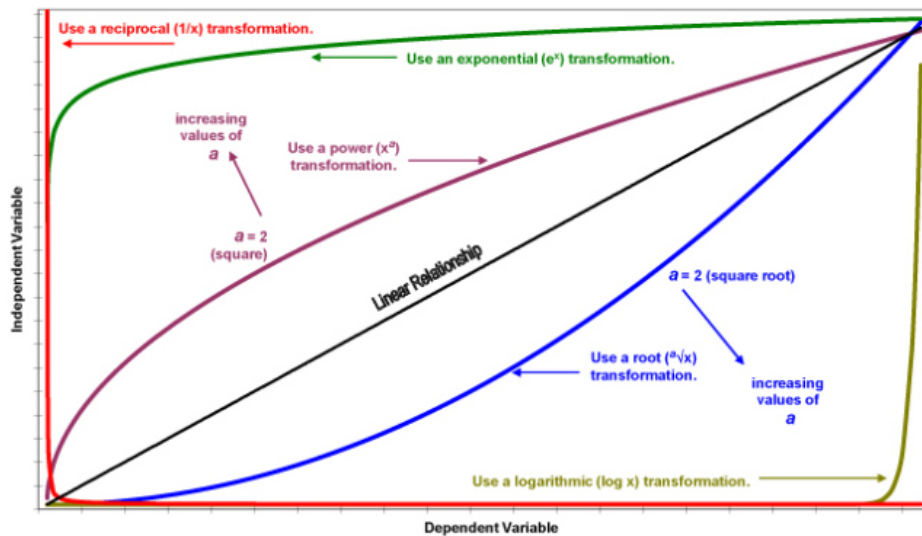 Use a reciprocal (1/x) transformation.
Use an exponential (eˣ) transformation.
increasing
values of
a
Use a power (xᵃ)
transformation.
a = 2
(square)
Linear Relationship
a = 2 (square root)
Use a root (ᵃ√x)
transformation.
increasing
values of
a
Use a logarithmic (log x) transformation.
Independent Variable
Dependent Variable